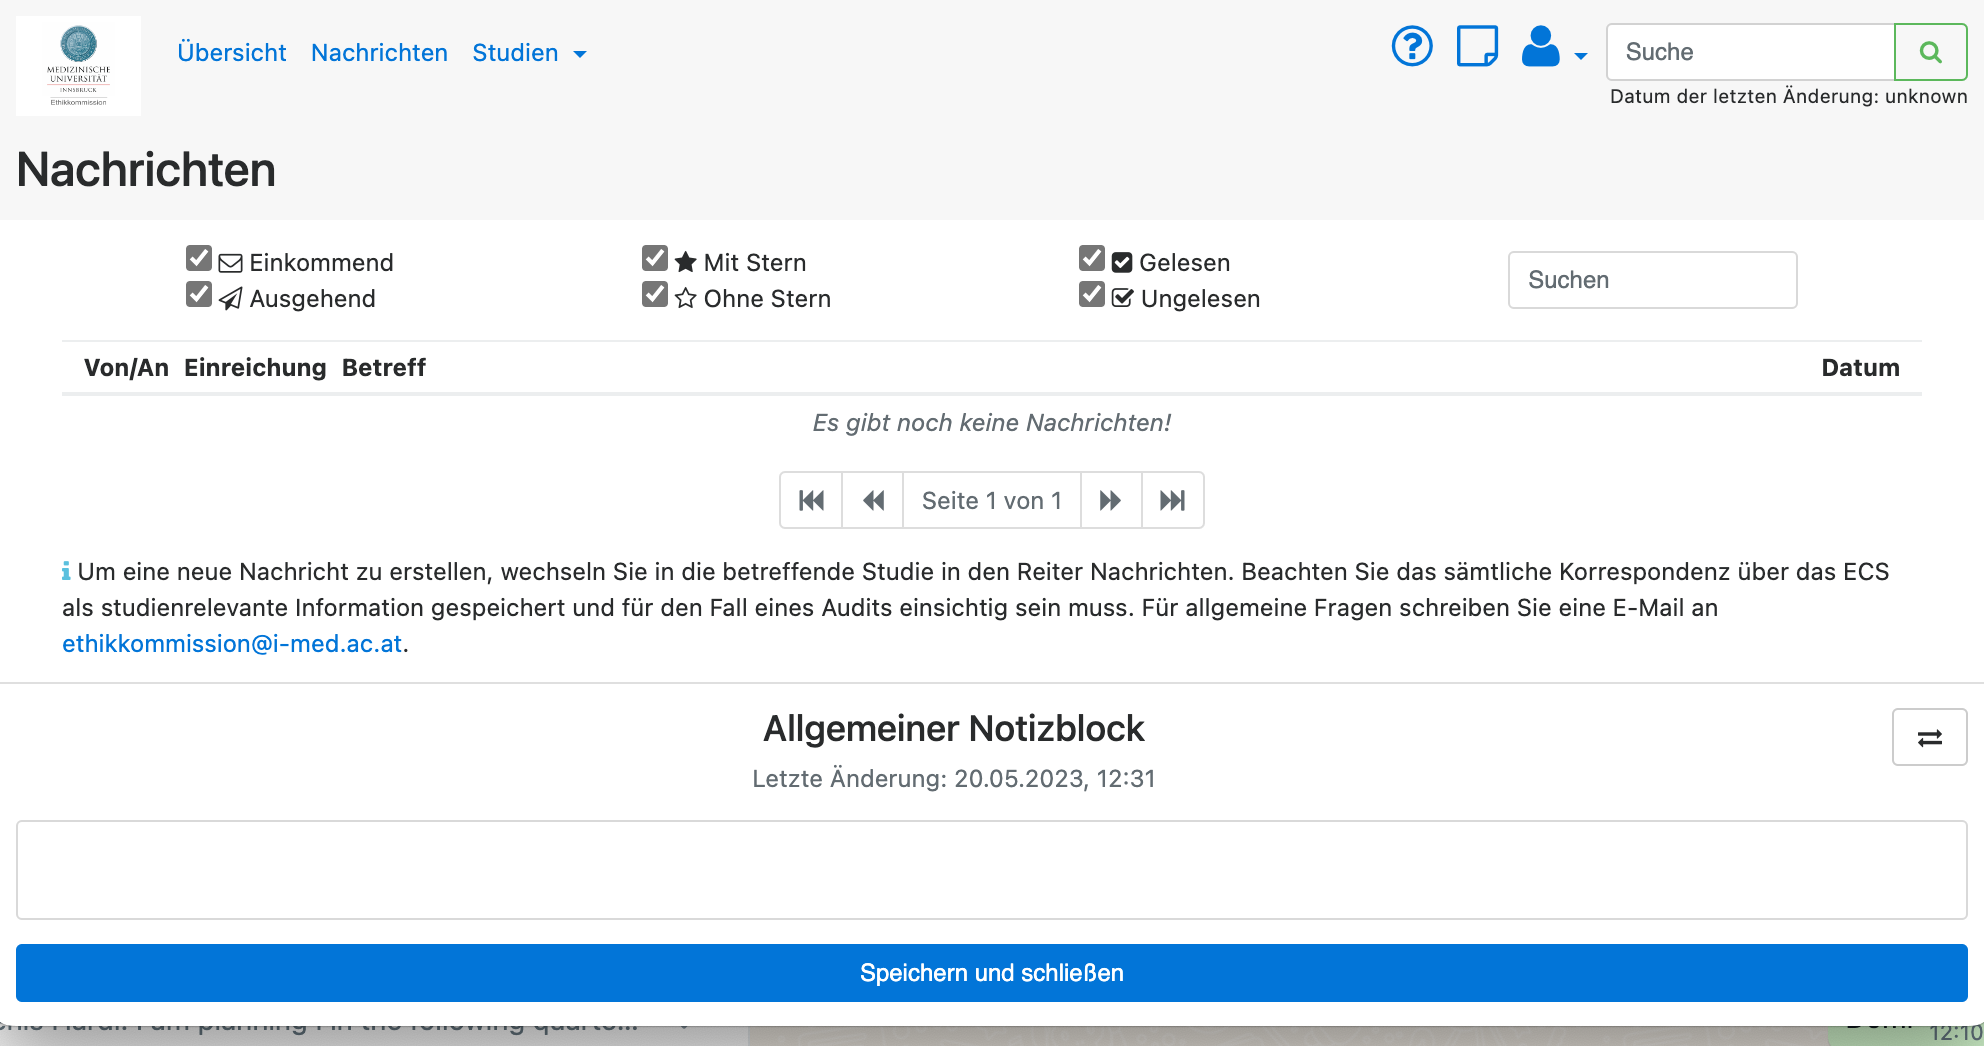 MEDIZINISCHE
UNIVERSITÄT
INNSBRUCK
Ethikkommission
Übersicht Nachrichten Studien
Suche
Datum der letzten Änderung: unknown
Nachrichten
Einkommend Mit Stern Gelesen
Suchen
Ausgehend Ohne Stern Ungelesen
Von/An Einreichung Betreff Datum
Es gibt noch keine Nachrichten!
Seite 1 von 1
Um eine neue Nachricht zu erstellen, wechseln Sie in die betreffende Studie in den Reiter Nachrichten. Beachten Sie das sämtliche Korrespondenz über das ECS
als studienrelevante Information gespeichert und für den Fall eines Audits einsichtig sein muss. Für allgemeine Fragen schreiben Sie eine E-Mail an
ethikkommission@i-med.ac.at.
Allgemeiner Notizblock
Letzte Änderung: 20.05.2023, 12:31
Speichern und schließen
12:10